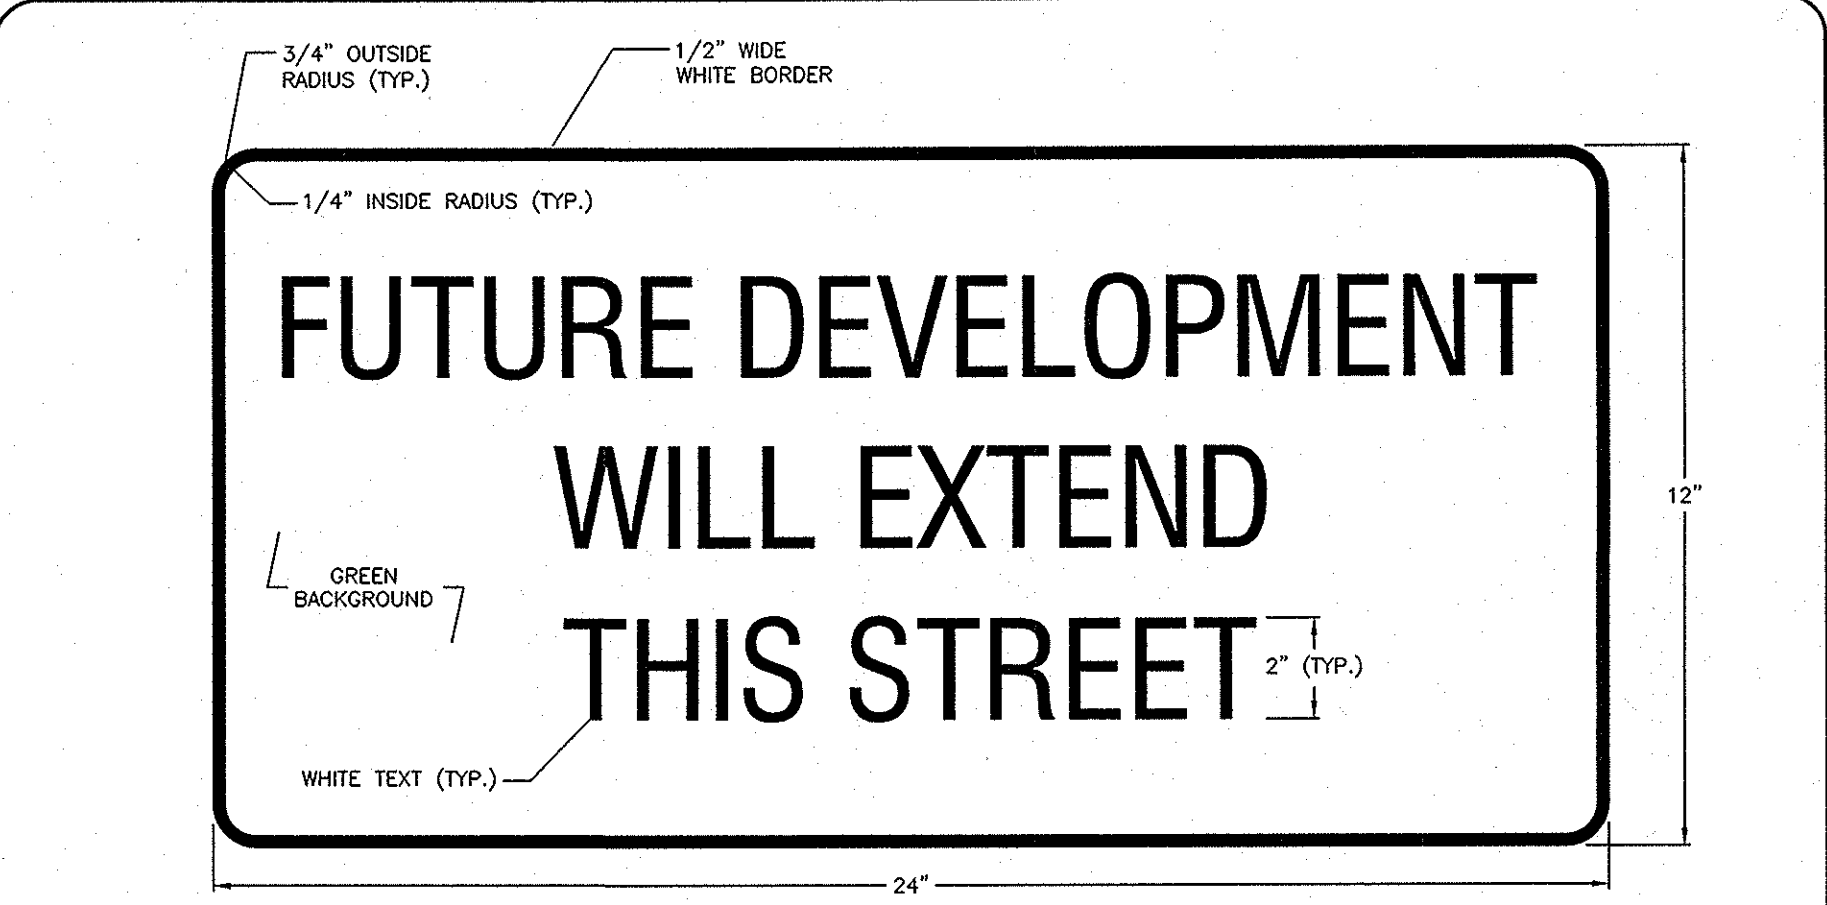 3/4" OUTSIDE
RADIUS (TYP.)
1/2" WIDE
WHITE BORDER
1/4" INSIDE RADIUS (TYP.)
FUTURE DEVELOPMENT
WILL EXTEND
12"
GREEN
BACKGROUND
THIS STREET
2" (TYP.)
WHITE TEXT (TYP.)
24"